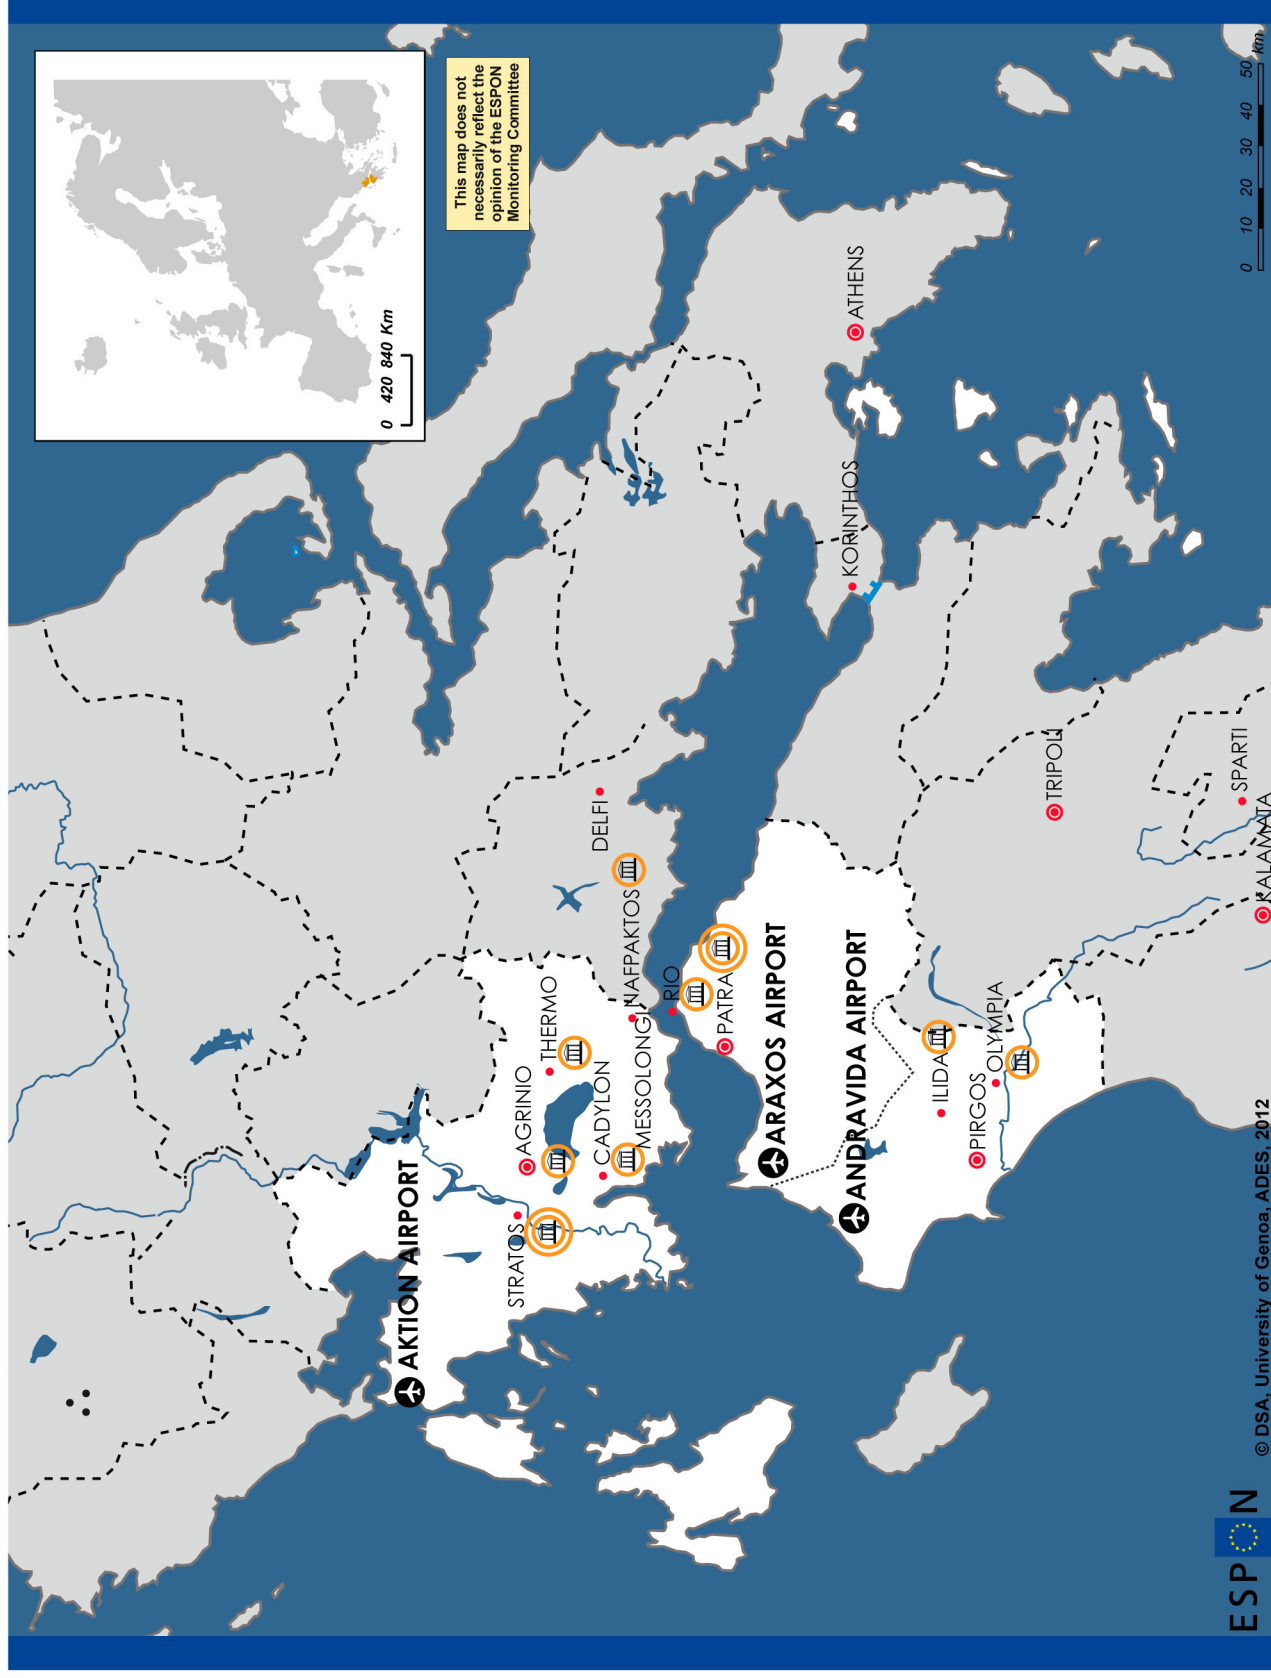 0 420 840 Km
This map does not
necessarily reflect the
opinion of the ESPON
Monitoring Committee
AKTION AIRPORT
STRATOS
AGRINIO
THERMO
CADYLON
MESSOLONGI
NAFPAKTOS
DELFI
RIO
PATRA
ARAXOS AIRPORT
ANDRAVIDA AIRPORT
KORINTHOS
ATHENS
ILIDA
PIRGOS
OLYMPIA
TRIPOLI
SPARTI
KALAMATA
ESPON
© DSA, University of Genoa, ADES, 2012
0 10 20 30 40 50 km